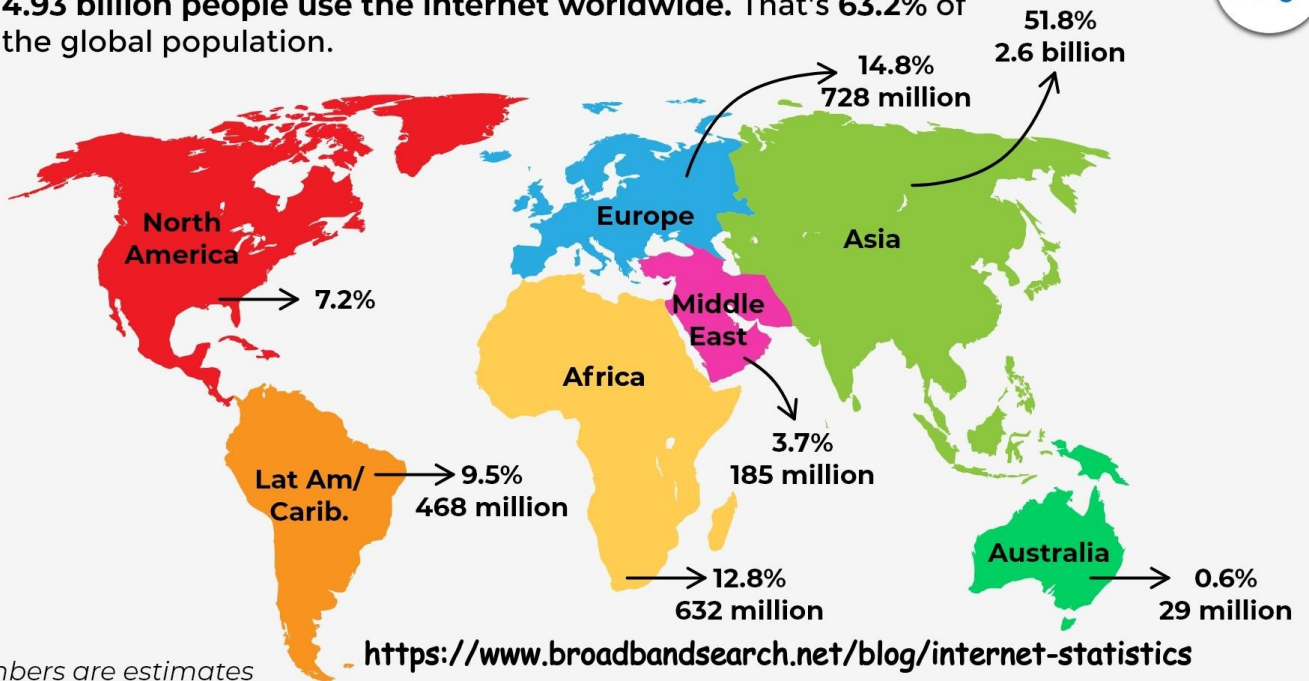 4.93 billion people use the internet worldwide. That's 63.2% of
the global population.
51.8%
2.6 billion
14.8%
728 million
North
America
7.2%
Europe
Asia
Middle
East
Africa
3.7%
185 million
Lat Am/
Carib.
9.5%
468 million
Australia
12.8%
632 million
0.6%
29 million
https://www.broadbandsearch.net/blog/internet-statistics
are estimates